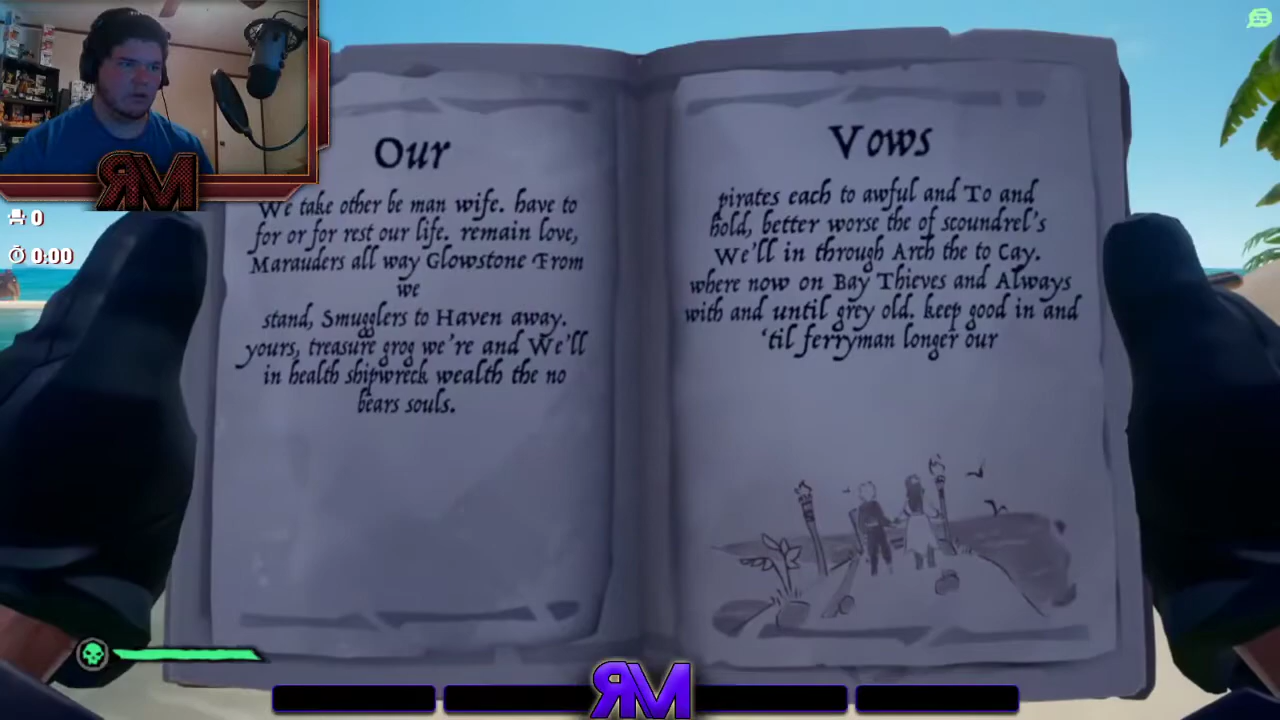 Our
We take other be man wife. have to
for or for rest our life. remain love,
Marauders all way Glowstone From
we
stand, Smugglers to Haven away.
yours, treasure grog we're and We'll
in health shipwreck wealth the no
bears souls.
Vows
pirates each to awful and To and
hold, better worse the of scoundrel's
We'll in through Arch the to Cay.
where now on Bay Thieves and Always
with and until grey old. keep good in and
'til ferryman longer our
RM
0
0:00
RM